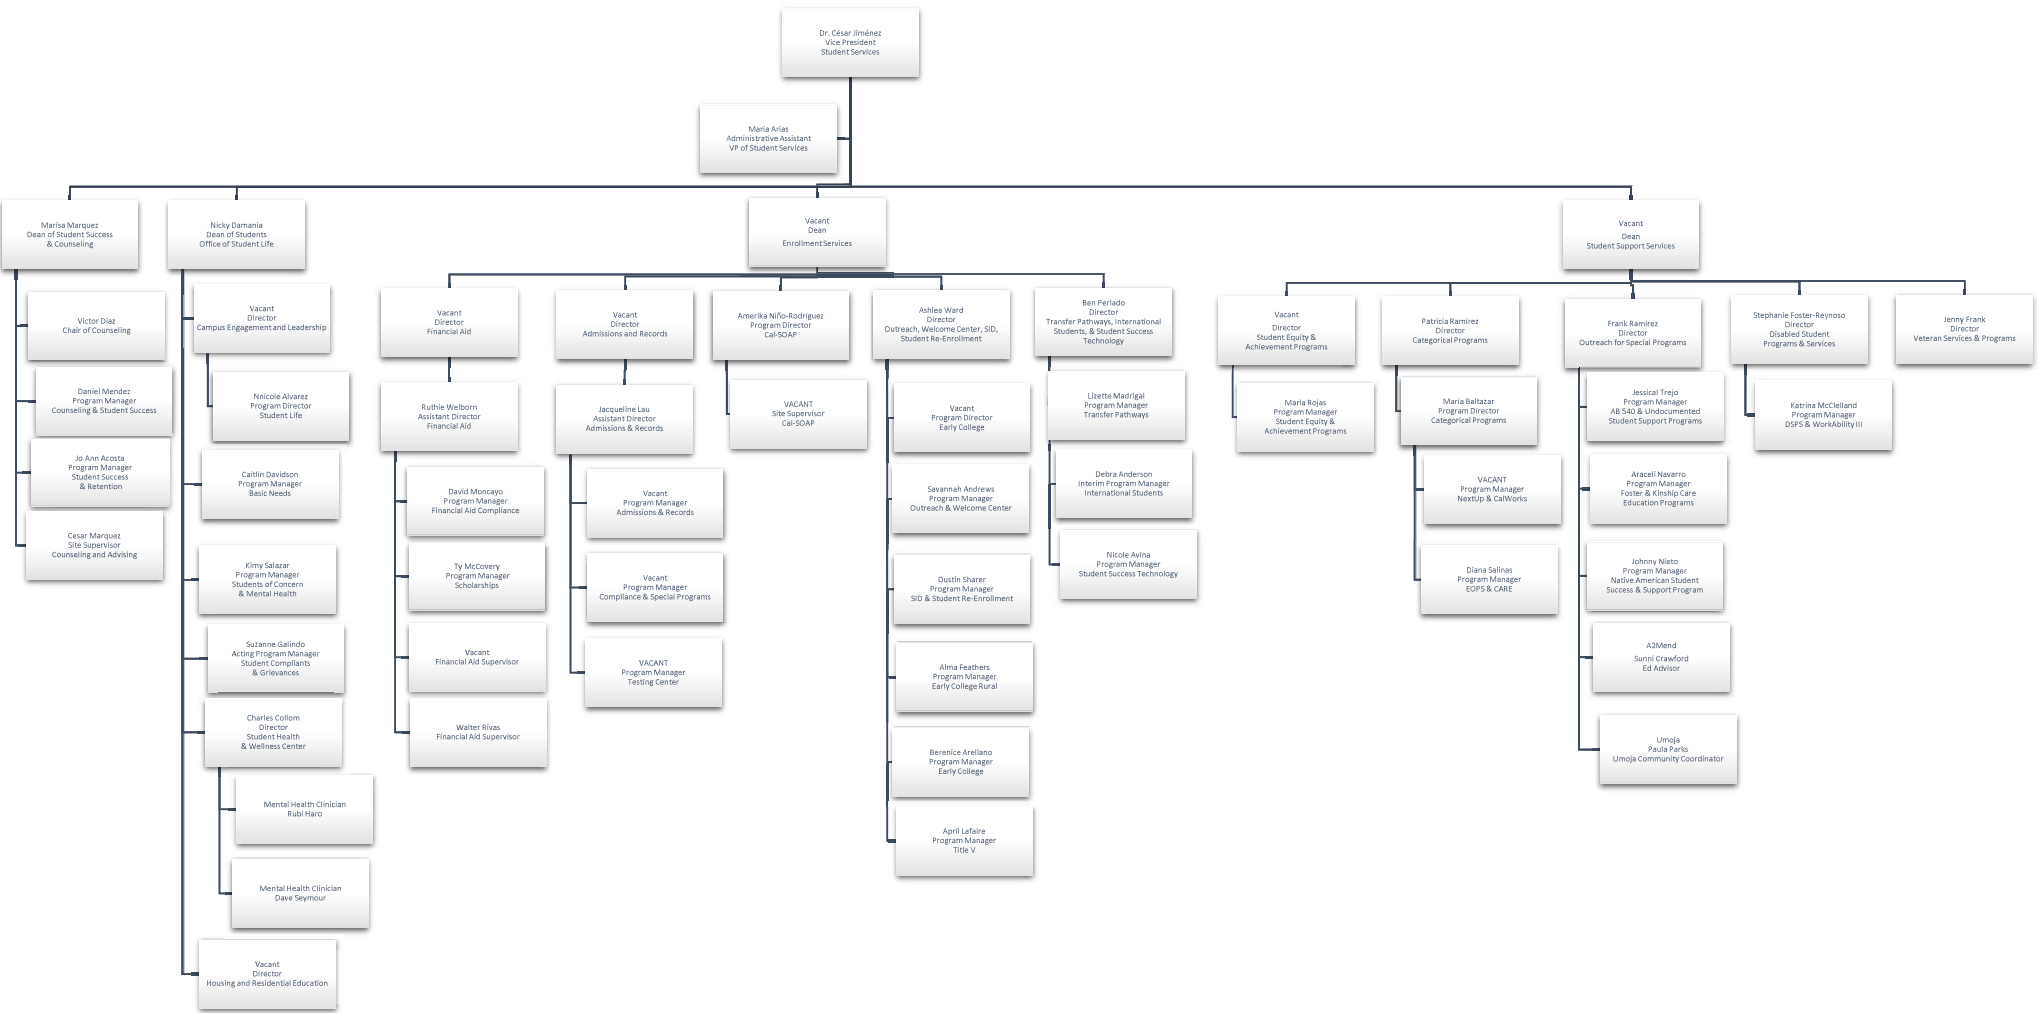 Dr. César Jiménez
Vice President
Student Services
Maria Arias
Administrative Assistant
VP of Student Services
Marisa Marquez
Dean of Student Success
& Counseling
Victor Diaz
Chair of Counseling
Daniel Mendez
Program Manager
Counseling & Student Success
Jo Ann Acosta
Program Manager
Student Success
& Retention
Cesar Marquez
Site Supervisor
Counseling and Advising
Nicky Damania
Dean of Students
Office of Student Life
Vacant
Director
Campus Engagement and Leadership
Nnicole Alvarez
Program Director
Student Life
Caitlin Davidson
Program Manager
Basic Needs
Kimy Salazar
Program Manager
Students of Concern
& Mental Health
Suzanne Galindo
Acting Program Manager
Student Compliants
& Grievances
Charles Collom
Director
Student Health
& Wellness Center
Mental Health Clinician
Rubi Haro
Mental Health Clinician
Dave Seymour
Vacant
Director
Housing and Residential Education
Vacant
Dean
Enrollment Services
Vacant
Director
Financial Aid
Ruthie Welborn
Assistant Director
Financial Aid
David Moncayo
Program Manager
Financial Aid Compliance
Ty McCovery
Program Manager
Scholarships
Vacant
Financial Aid Supervisor
Walter Rivas
Financial Aid Supervisor
Vacant
Director
Admissions and Records
Jacqueline Lau
Assistant Director
Admissions & Records
Vacant
Program Manager
Admissions & Records
Vacant
Program Manager
Compliance & Special Programs
VACANT
Program Manager
Testing Center
Amerika Niño-Rodriguez
Program Director
Cal-SOAP
VACANT
Site Supervisor
Cal-SOAP
Ashlea Ward
Director
Outreach, Welcome Center, SID,
Student Re-Enrollment
Vacant
Program Director
Early College
Savannah Andrews
Program Manager
Outreach & Welcome Center
Dustin Sharer
Program Manager
SID & Student Re-Enrollment
Alma Feathers
Program Manager
Early College Rural
Berenice Arellano
Program Manager
Early College
April Lafaire
Program Manager
Title V
Ben Perlado
Director
Transfer Pathways, International
Students, & Student Success
Technology
Lizette Madrigal
Program Manager
Transfer Pathways
Debra Anderson
Interim Program Manager
International Students
Nicole Avina
Program Manager
Student Success Technology
Vacant
Dean
Student Support Services
Vacant
Director
Student Equity &
Achievement Programs
Maria Rojas
Program Manager
Student Equity &
Achievement Programs
Patricia Ramirez
Director
Categorical Programs
Maria Baltazar
Program Director
Categorical Programs
VACANT
Program Manager
NextUp & CalWorks
Diana Salinas
Program Manager
EOPS & CARE
Frank Ramirez
Director
Outreach for Special Programs
Jessical Trejo
Program Manager
AB 540 & Undocumented
Student Support Programs
Araceli Navarro
Program Manager
Foster & Kinship Care
Education Programs
Johnny Nieto
Program Manager
Native American Student
Success & Support Program
A2Mend
Sunni Crawford
Ed Advisor
Umoja
Paula Parks
Umoja Community Coordinator
Stephanie Foster-Reynoso
Director
Disabled Student
Programs & Services
Katrina McClelland
Program Manager
DSPS & WorkAbility III
Jenny Frank
Director
Veteran Services & Programs